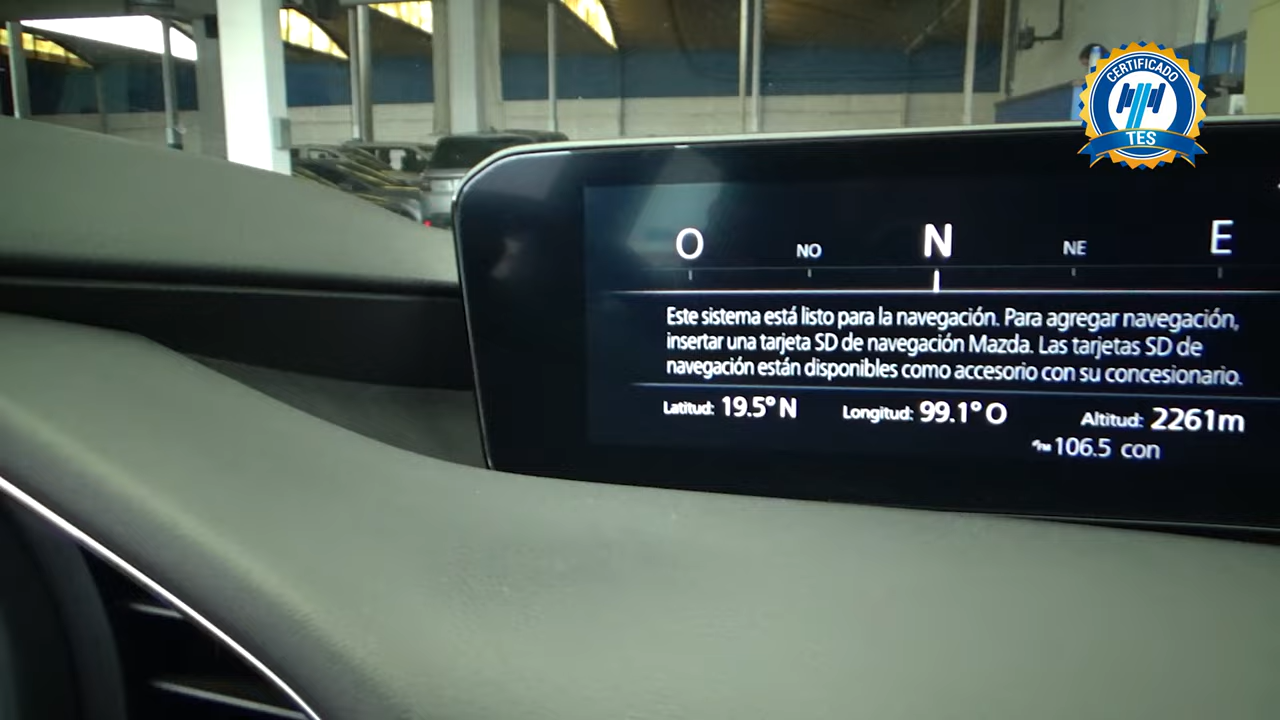 CERTIFICADO
TES
O NO N NE E
Este sistema está listo para la navegación. Para agregar navegación,
insertar una tarjeta SD de navegación Mazda. Las tarjetas SD de
navegación están disponibles como accesorio con su concesionario.
Latitud: 19.5° N Longitud: 99.1° O Altitud: 2261m
FM 106.5 con